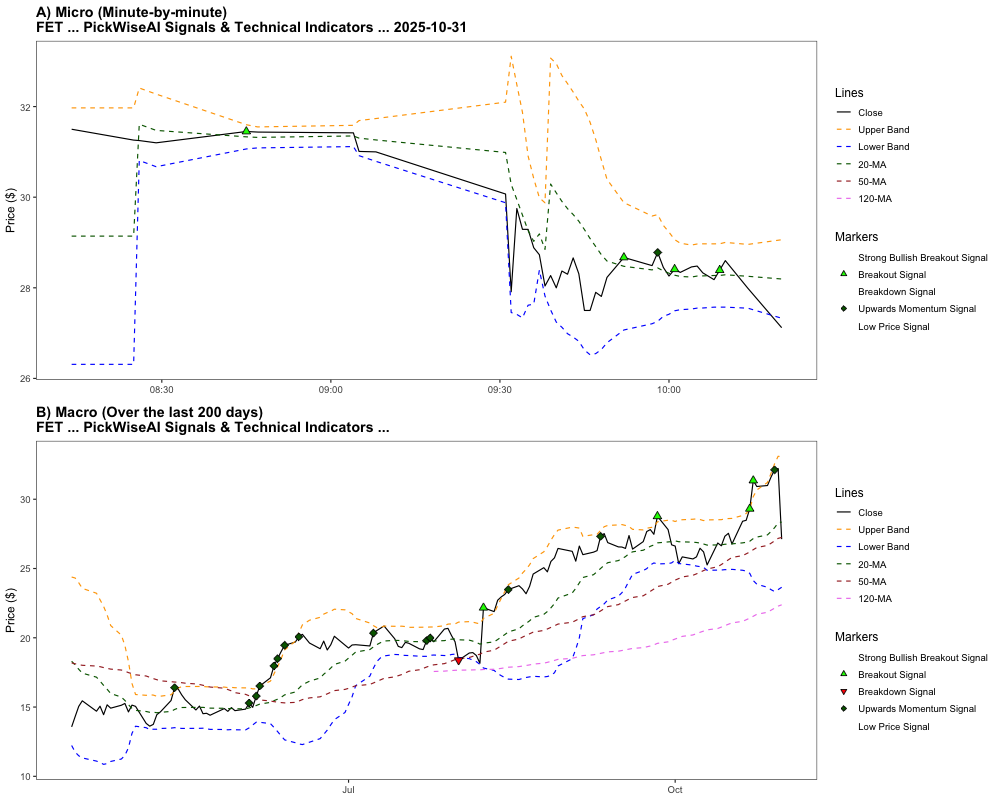 A) Micro (Minute-by-minute)
FET ... PickWiseAI Signals & Technical Indicators ... 2025-10-31
Price ($)
32
30
28
26
08:30
09:00
09:30
10:00
Lines
Close
Upper Band
Lower Band
20-MA
50-MA
120-MA
Markers
Strong Bullish Breakout Signal
Breakout Signal
Breakdown Signal
Upwards Momentum Signal
Low Price Signal
B) Macro (Over the last 200 days)
FET ... PickWiseAI Signals & Technical Indicators ...
Price ($)
30
25
20
15
10
Jul
Oct
Lines
Close
Upper Band
Lower Band
20-MA
50-MA
120-MA
Markers
Strong Bullish Breakout Signal
Breakout Signal
Breakdown Signal
Upwards Momentum Signal
Low Price Signal